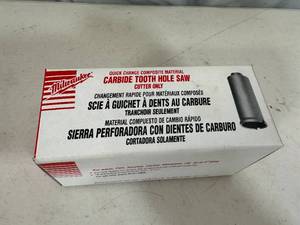 Milwaukee
QUICK CHANGE COMPOSITE MATERIAL
CARBIDE TOOTH HOLE SAW
CUTTER ONLY
CHANGEMENT RAPIDE POUR MATÉRIAUX COMPOSÉS
SCIE À GUICHET À DENTS AU CARBURE
TRANCHOIR SEULEMENT
MATERIAL COMPUESTO DE CAMBIO RÁPIDO
SIERRA PERFORADORA CON DIENTES DE CARBURO
CORTADORA SOLAMENTE